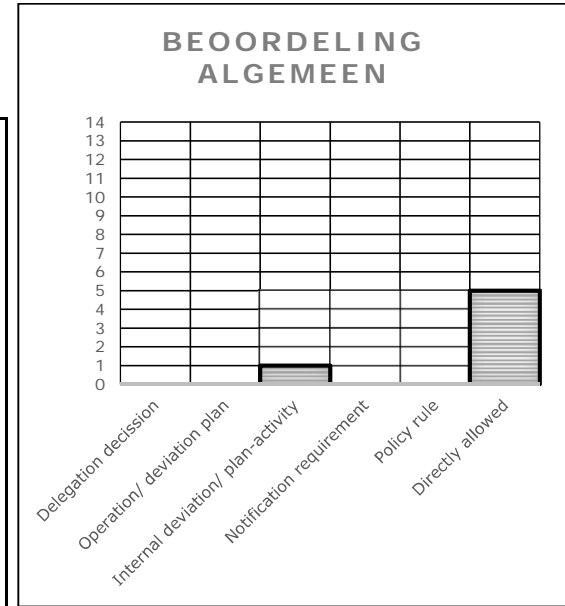 BEOORDELING
ALGEMEEN
14
13
12
11
10
9
8
7
6
5
4
3
2
1
0
Delegation decission
Operation/ deviation plan
Internal deviation/ plan-activity
Notification requirement
Policy rule
Directly allowed